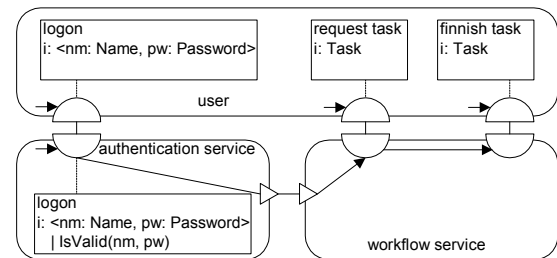 logon
i: <nm: Name, pw: Password>
request task
i: Task
finnish task
i: Task
user
authentication service
logon
i: <nm: Name, pw: Password>
| IsValid(nm, pw)
workflow service